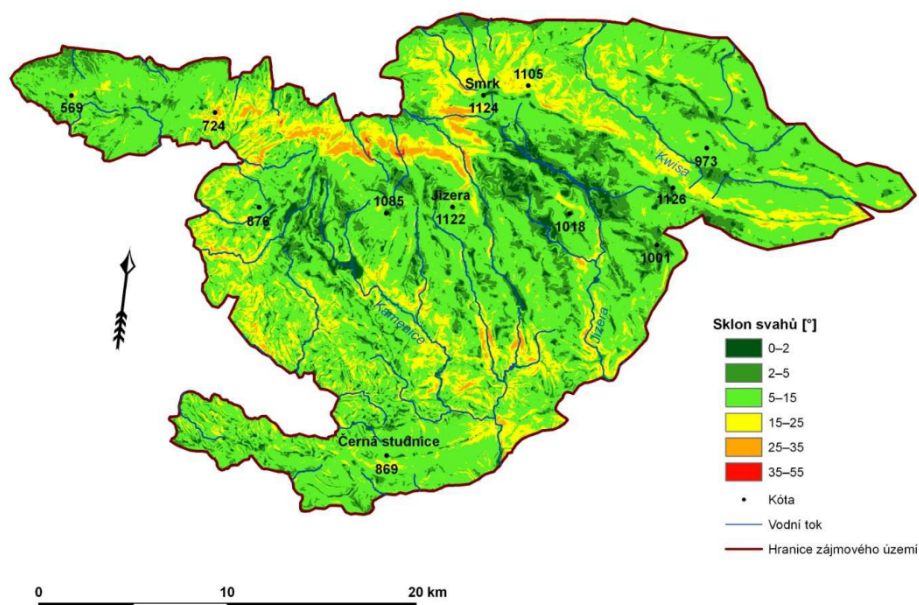 1105
Smrk
1124
569
724
973
Kwisa
1126
1085
Jizera
1122
876
1018
1001
Kamenice
Jizera
Černá studnice
869
Sklon svahů [°]
0–2
2–5
5–15
15–25
25–35
35–55
Kóta
Vodní tok
Hranice zájmového území
0 10 20 km